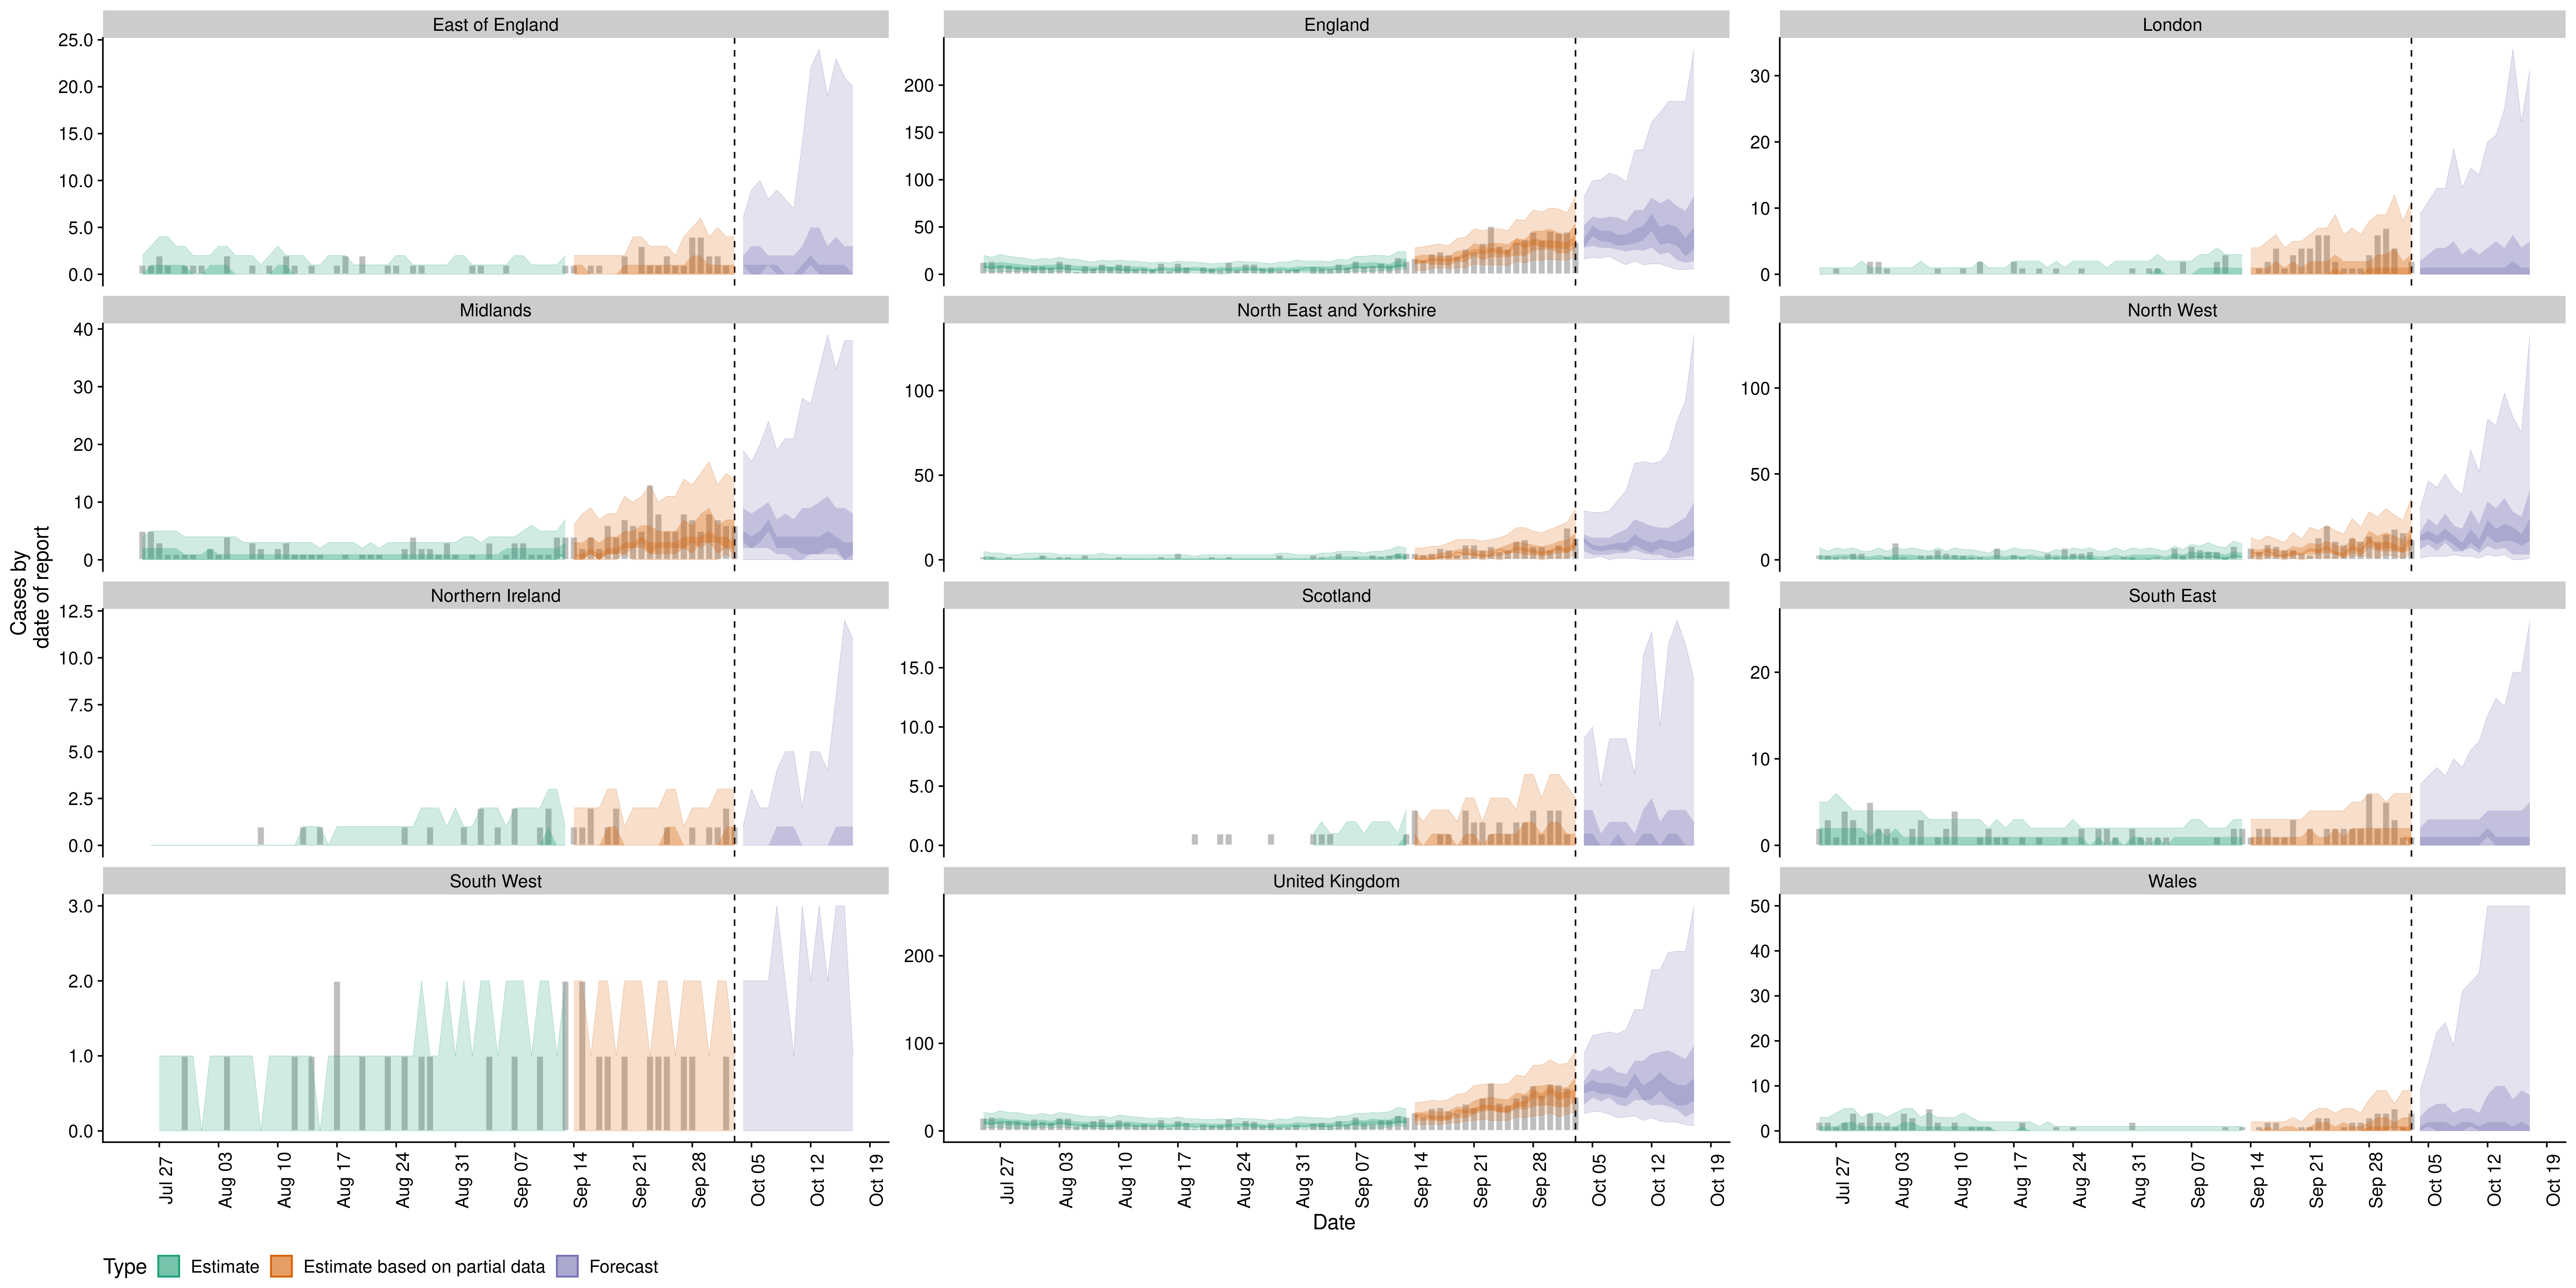 East of England
England
London
25.0
20.0
15.0
10.0
5.0
0.0
200
150
100
50
0
30
20
10
0
Midlands
North East and Yorkshire
North West
40
30
20
10
0
100
50
0
100
50
0
Cases by
date of report
Northern Ireland
Scotland
South East
12.5
10.0
7.5
5.0
2.5
0.0
15.0
10.0
5.0
0.0
20
10
0
South West
United Kingdom
Wales
3.0
2.0
1.0
0.0
200
100
0
50
40
30
20
10
0
Jul 27 Aug 03 Aug 10 Aug 17 Aug 24 Aug 31 Sep 07 Sep 14 Sep 21 Sep 28 Oct 05 Oct 12 Oct 19
Jul 27 Aug 03 Aug 10 Aug 17 Aug 24 Aug 31 Sep 07 Sep 14 Sep 21 Sep 28 Oct 05 Oct 12 Oct 19
Jul 27 Aug 03 Aug 10 Aug 17 Aug 24 Aug 31 Sep 07 Sep 14 Sep 21 Sep 28 Oct 05 Oct 12 Oct 19
Date
Type Estimate Estimate based on partial data Forecast